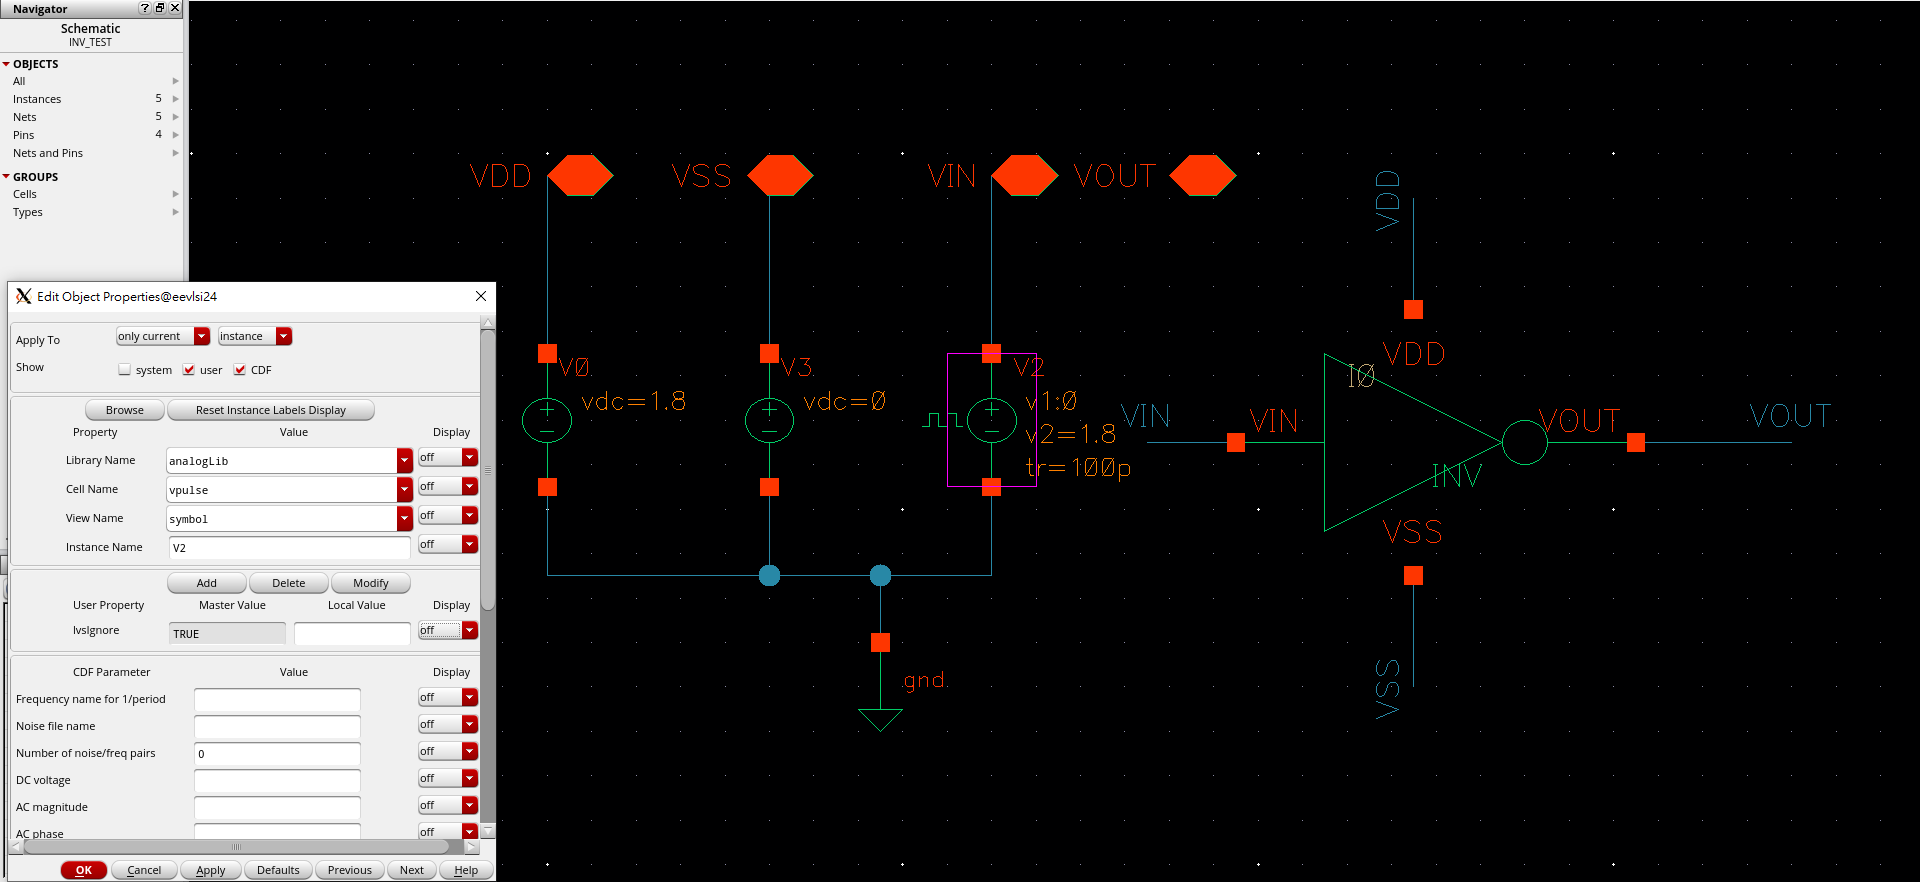 Navigator
Schematic
INV_TEST
OBJECTS
All
Instances 5
Nets 5
Pins 4
Nets and Pins
GROUPS
Cells
Types
Edit Object Properties@eevlsi24
Apply To only current instance
Show system user CDF
Browse Reset Instance Labels Display
Property Value Display
Library Name analogLib off
Cell Name vpulse off
View Name symbol off
Instance Name V2 off
Add Delete Modify
User Property Master Value Local Value Display
lvsIgnore TRUE off
CDF Parameter Value Display
Frequency name for 1/period off
Noise file name off
Number of noise/freq pairs 0 off
DC voltage off
AC magnitude off
AC phase off
OK Cancel Apply Defaults Previous Next Help
VDD VSS VIN VOUT
V0
vdc=1.8
V3
vdc=0
V2
v1:0
v2=1.8
tr=100p
gnd
VDD
VDD
I0
VIN
VIN
VOUT
VOUT
INV
VSS
VSS